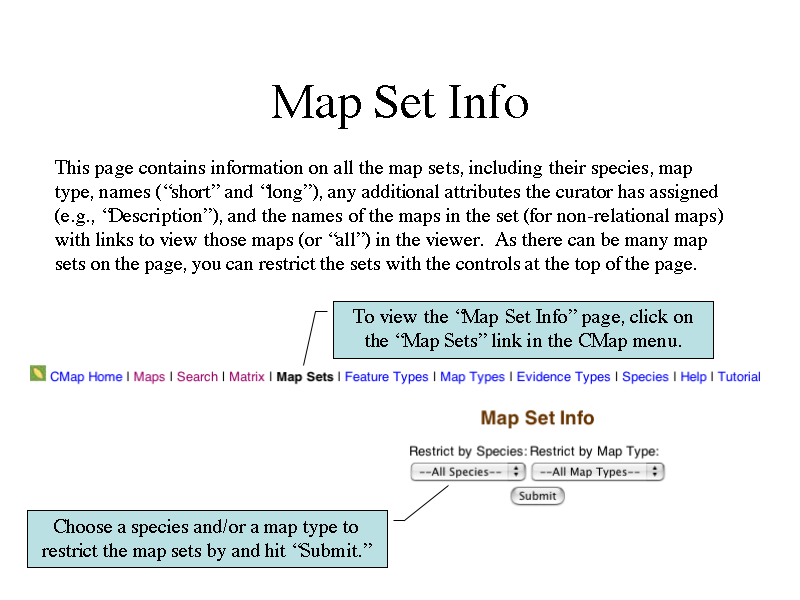 Map Set Info
This page contains information on all the map sets, including their species, map
type, names (“short” and “long”), any additional attributes the curator has assigned
(e.g., “Description”), and the names of the maps in the set (for non-relational maps)
with links to view those maps (or “all”) in the viewer.  As there can be many map
sets on the page, you can restrict the sets with the controls at the top of the page.
To view the “Map Set Info” page, click on
the “Map Sets” link in the CMap menu.
CMap Home | Maps | Search | Matrix | Map Sets | Feature Types | Map Types | Evidence Types | Species | Help | Tutorial
Map Set Info
Restrict by Species: Restrict by Map Type:
--All Species-- --All Map Types--
Submit
Choose a species and/or a map type to
restrict the map sets by and hit “Submit.”